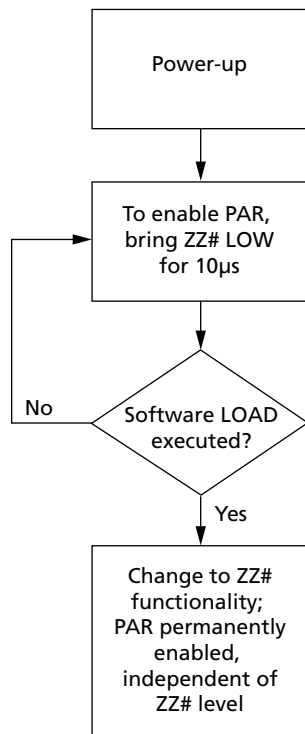 Power-up
To enable PAR,
bring ZZ# LOW
for 10µs
No
Software LOAD
executed?
Yes
Change to ZZ#
functionality;
PAR permanently
enabled,
independent of
ZZ# level